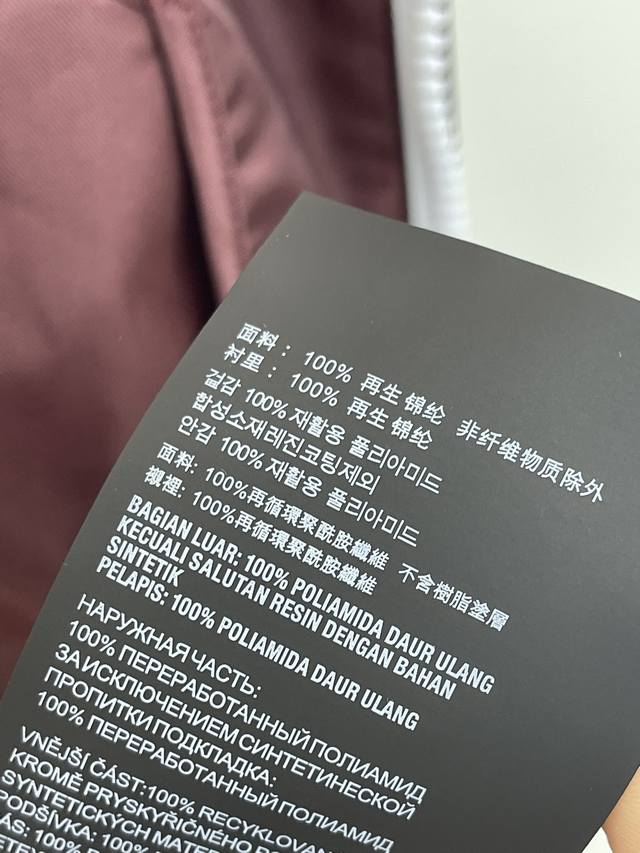 面料： 100% 再生 锦纶 非纤维物质除外
衬里： 100% 再生 锦纶
겉감 100% 재활용 폴리아미드
합성소재 레진코팅제외
안감 100% 재활용 폴리아미드
面料: 100%再循環聚酰胺纖維 不含樹脂塗層
襯裡: 100%再循環聚酰胺纖維
BAGIAN LUAR: 100% POLIAMIDA DAUR ULANG
KECUALI SALUTAN RESIN DENGAN BAHAN
SINTETIK
PELAPIS: 100% POLIAMIDA DAUR ULANG
НАРУЖНАЯ ЧАСТЬ:
100% ПЕРЕРАБОТАННЫЙ ПОЛИАМИД
ЗА ИСКЛЮЧЕНИЕМ СИНТЕТИЧЕСКОЙ
ПРОПИТКИ ПОДКЛАДКА:
100% ПЕРЕРАБОТАННЫЙ ПОЛИАМИД
VNĚJŠÍ ČÁST:100% RECYKLOVAN
KROMĚ PRYSKYŘIČNÉHO
SYNTETICKÝCH MATER
PODŠÍVKA: 100%
100%